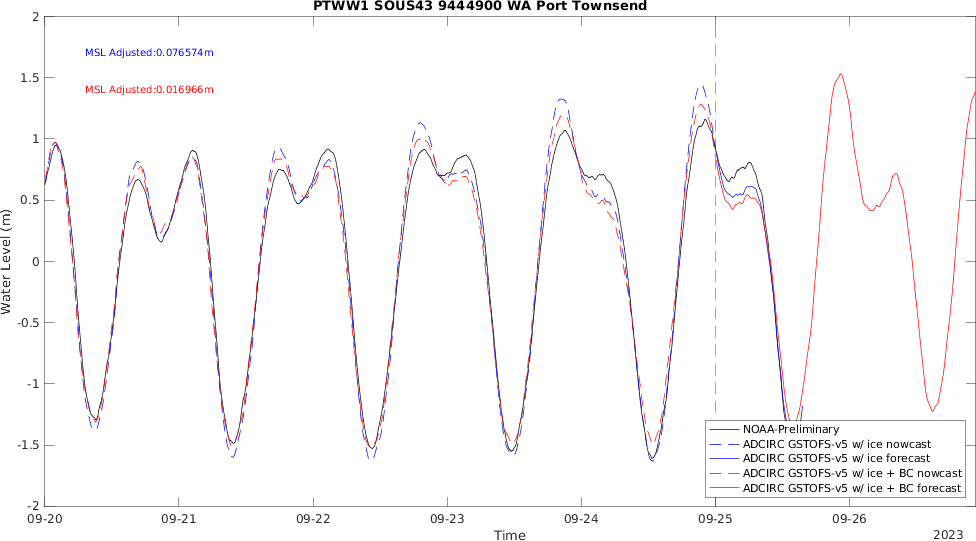 PTWW1 SOUS43 9444900 WA Port Townsend
2
1.5
1
0.5
0
-0.5
-1
-1.5
-2
Water Level (m)
MSL Adjusted:0.076574m
MSL Adjusted:0.016966m
NOAA-Preliminary
ADCIRC GSTOFS-v5 w/ ice nowcast
ADCIRC GSTOFS-v5 w/ ice forecast
ADCIRC GSTOFS-v5 w/ ice + BC nowcast
ADCIRC GSTOFS-v5 w/ ice + BC forecast
09-20 09-21 09-22 09-23 09-24 09-25 09-26
Time
2023